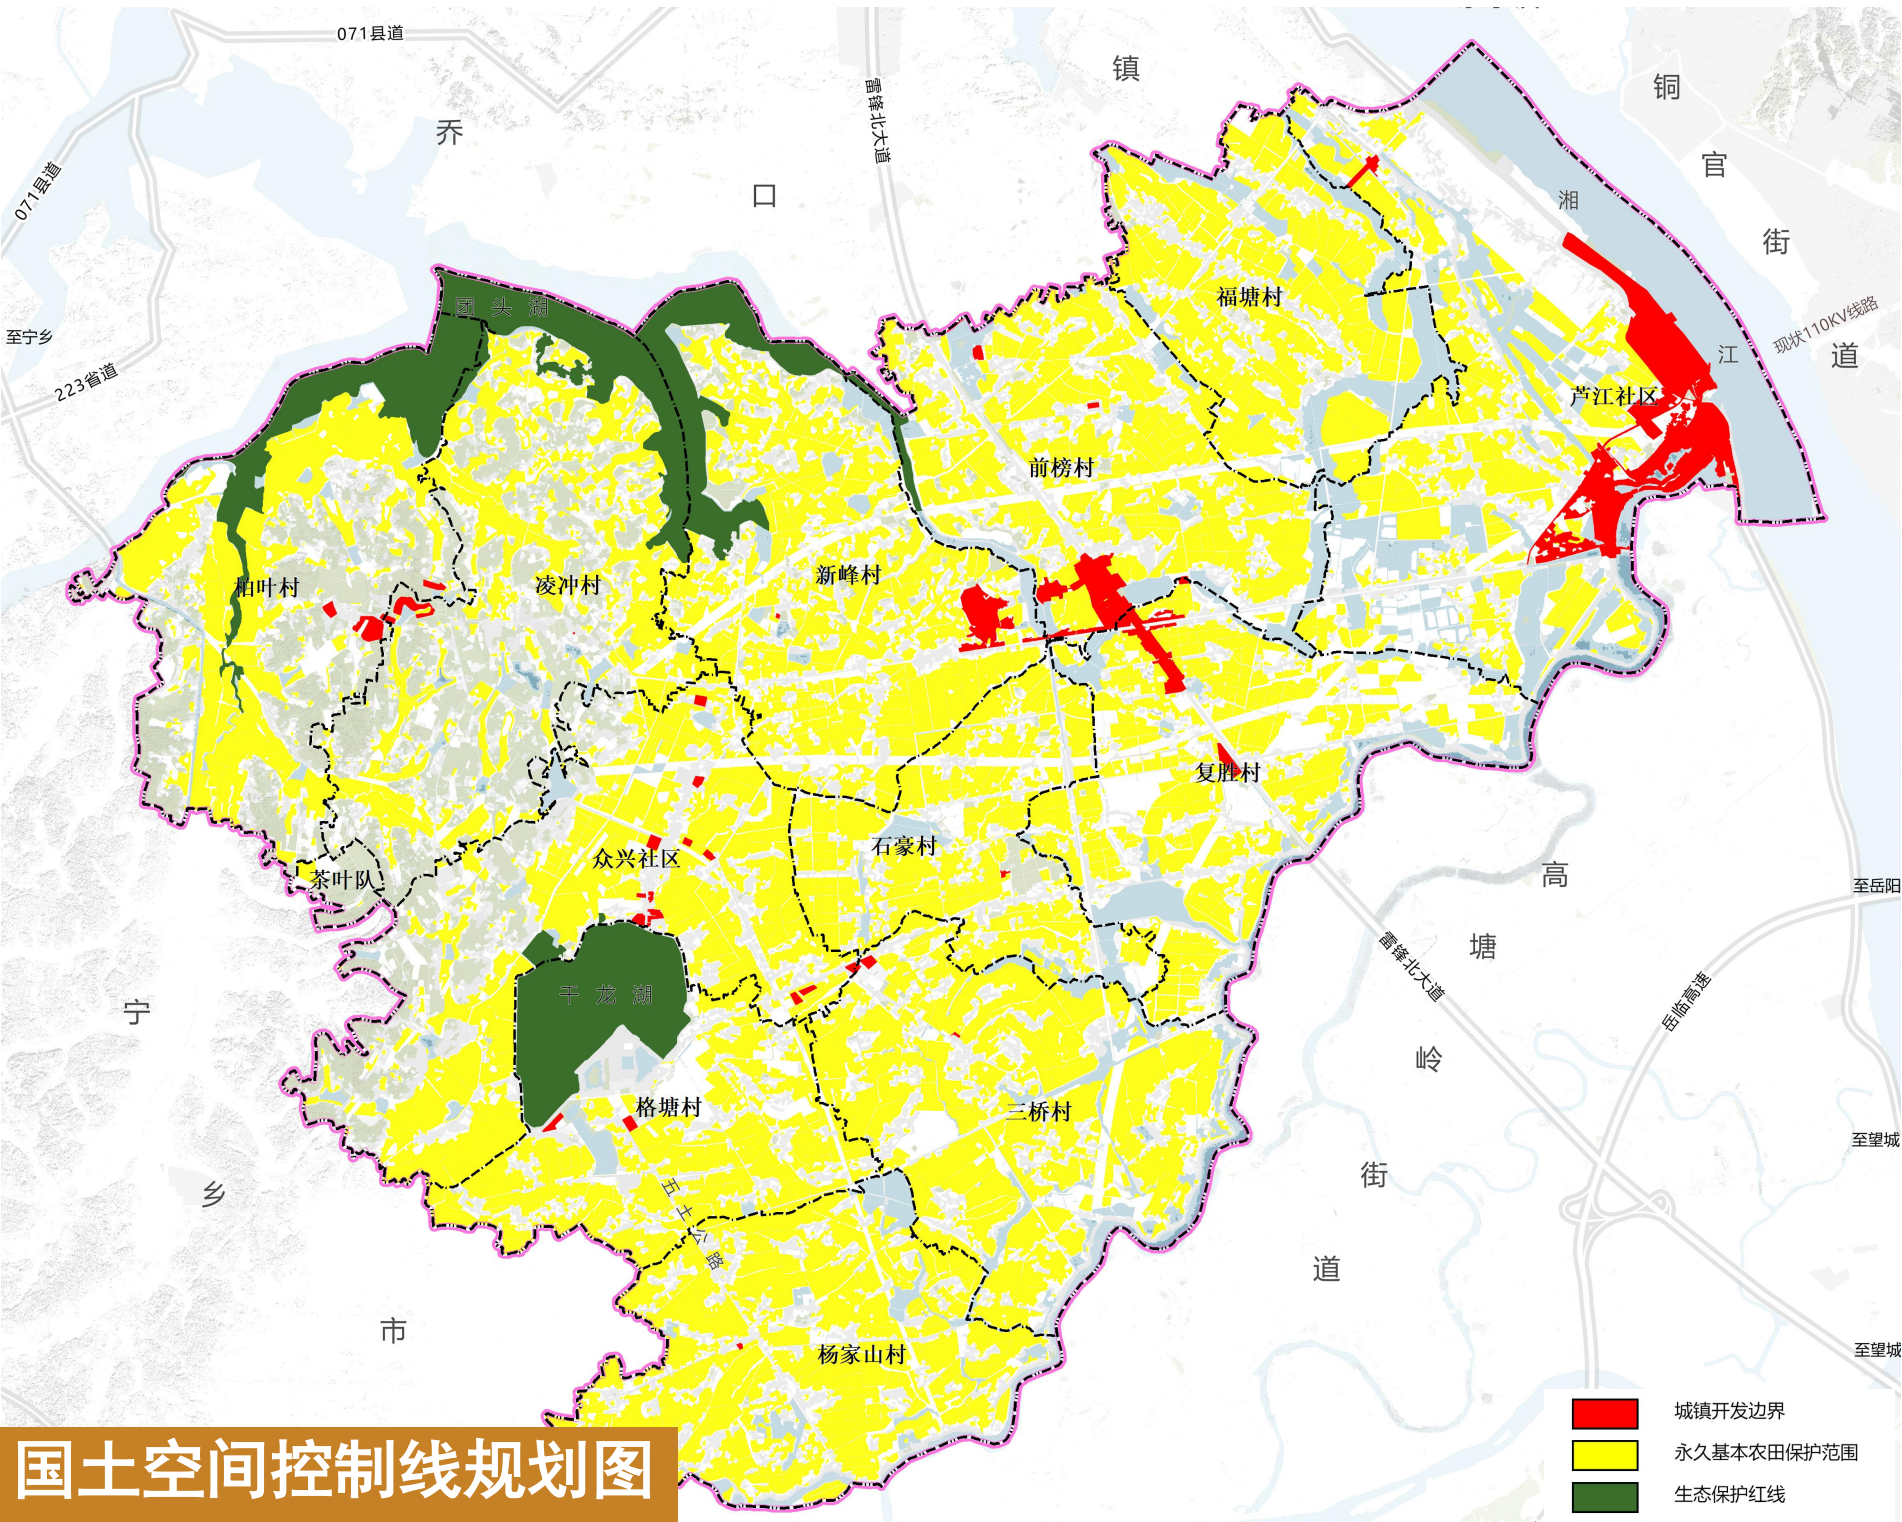 071县道
镇
铜
雷锋北大道
乔
官
071县道
口
湘
街
福塘村
团头湖
至宁乡
现状110KV线路
江
道
223省道
芦江社区
前榜村
新峰村
柏叶村
凌冲村
复胜村
石豪村
众兴社区
高
茶叶队
至岳阳
塘
雷锋北大道
千龙湖
岳临高速
宁
岭
格塘村
三桥村
至望城
街
乡
五土公路
道
市
至望城
杨家山村
城镇开发边界
永久基本农田保护范围
生态保护红线
国土空间控制线规划图